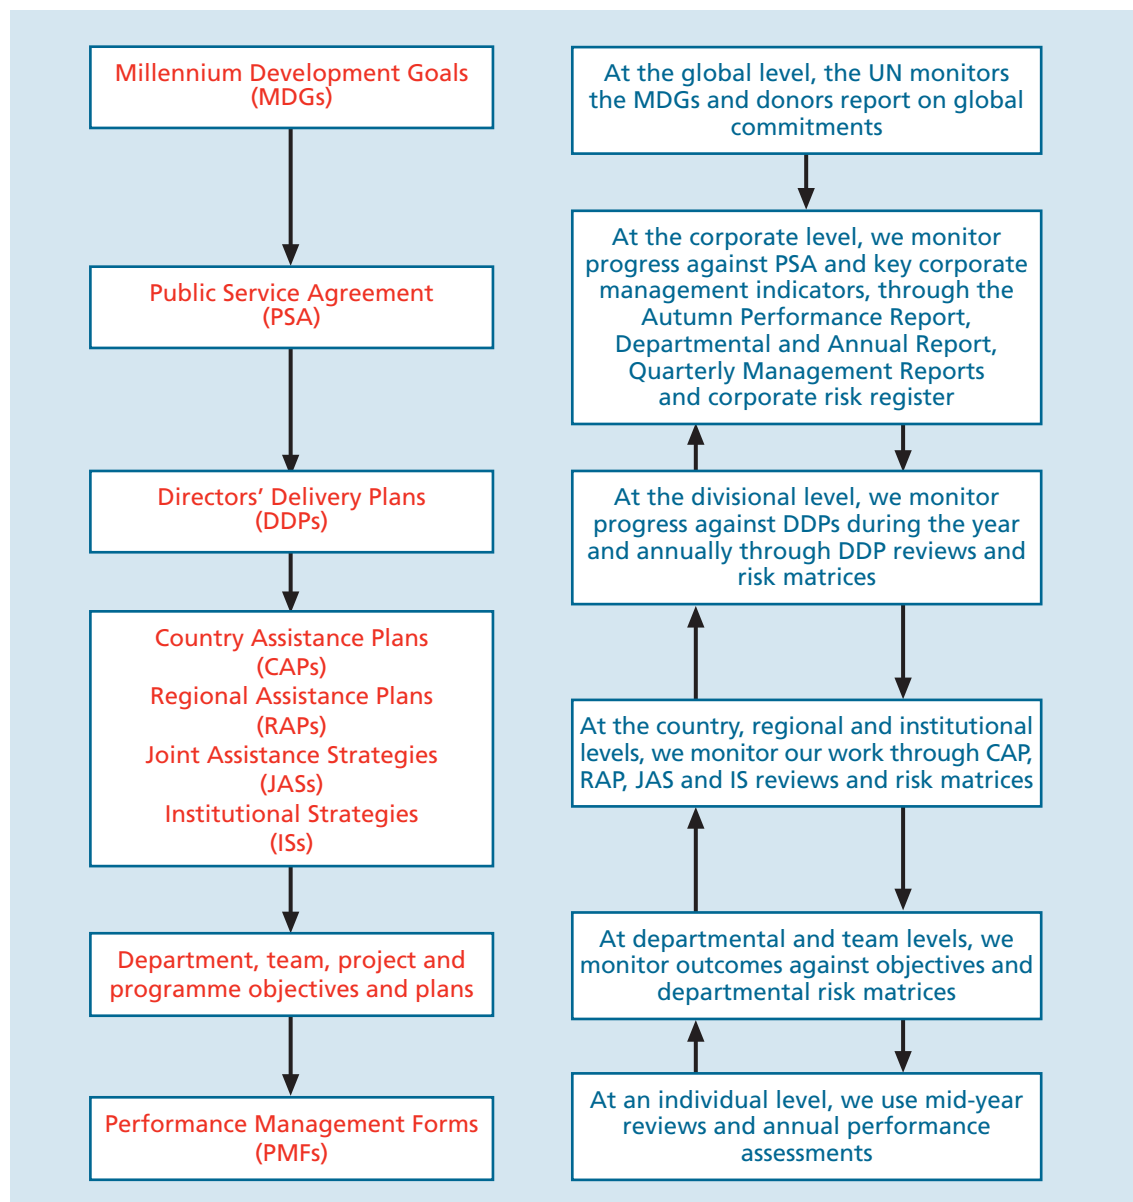 Millennium Development Goals
(MDGs)
Public Service Agreement
(PSA)
Directors’ Delivery Plans
(DDPs)
Country Assistance Plans
(CAPs)
Regional Assistance Plans
(RAPs)
Joint Assistance Strategies
(JASs)
Institutional Strategies
(ISs)
Department, team, project and
programme objectives and plans
Performance Management Forms
(PMFs)
At the global level, the UN monitors
the MDGs and donors report on global
commitments
At the corporate level, we monitor
progress against PSA and key corporate
management indicators, through the
Autumn Performance Report,
Departmental and Annual Report,
Quarterly Management Reports
and corporate risk register
At the divisional level, we monitor
progress against DDPs during the year
and annually through DDP reviews and
risk matrices
At the country, regional and institutional
levels, we monitor our work through CAP,
RAP, JAS and IS reviews and risk matrices
At departmental and team levels, we
monitor outcomes against objectives and
departmental risk matrices
At an individual level, we use mid-year
reviews and annual performance
assessments